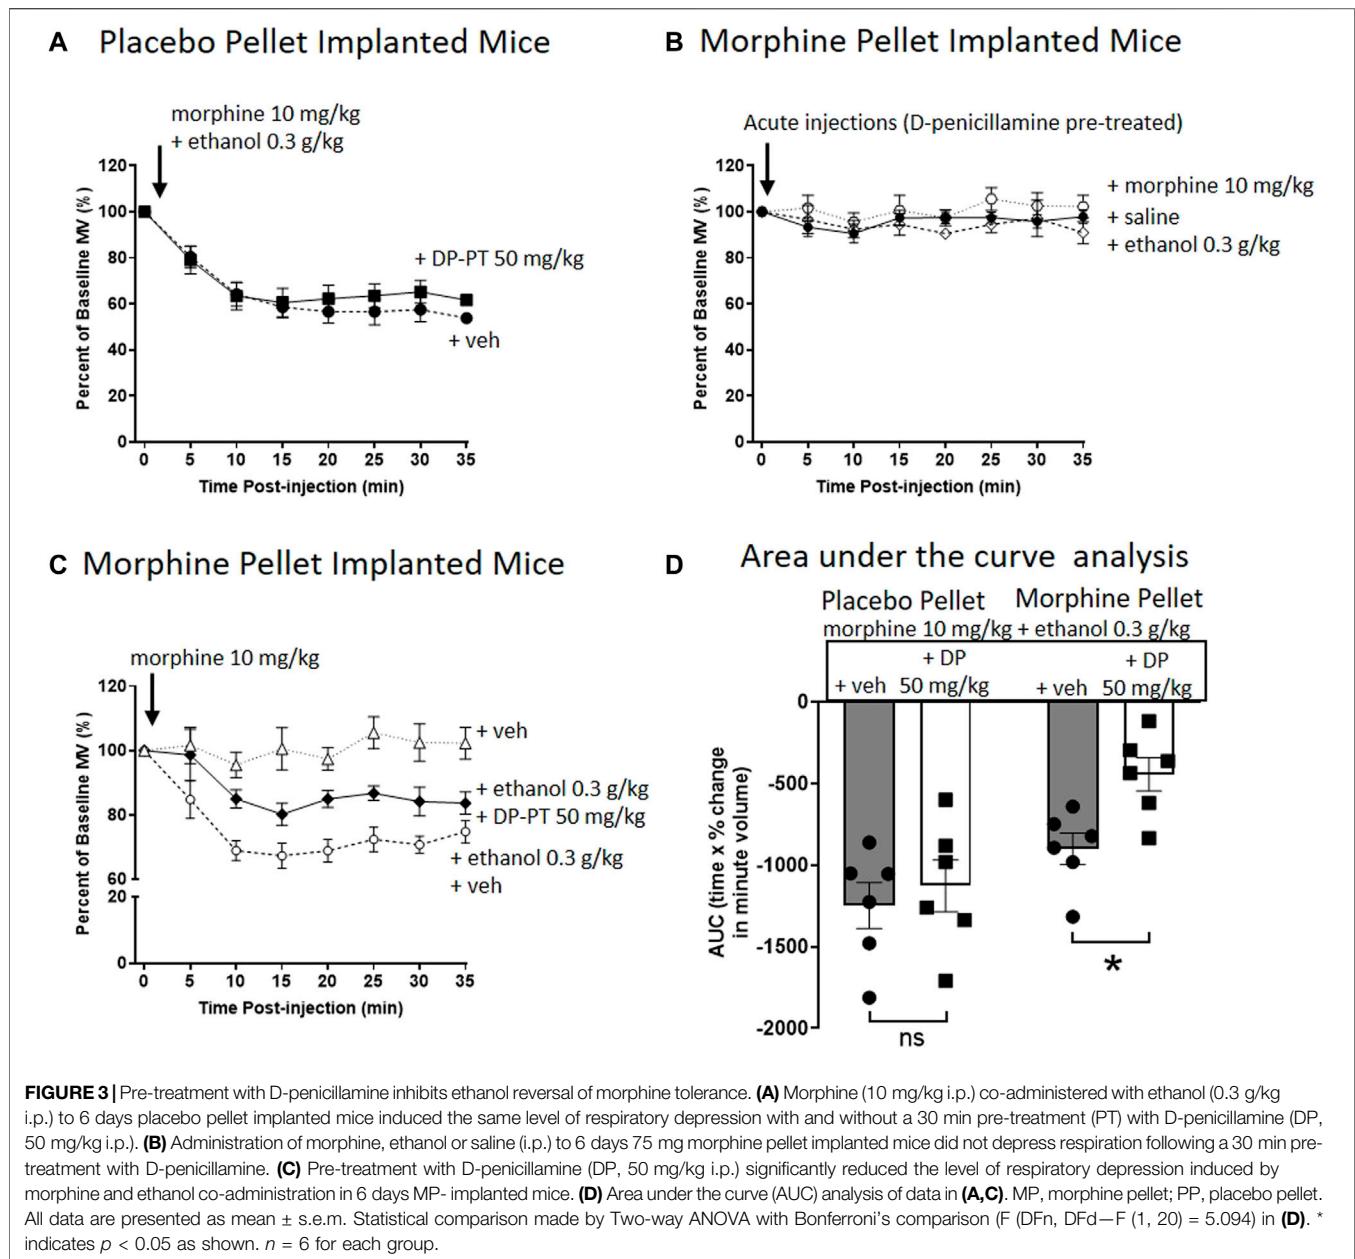 A Placebo Pellet Implanted Mice
morphine 10 mg/kg
+ ethanol 0.3 g/kg
Percent of Baseline MV (%)
120
100
80
60
40
20
0
+ DP-PT 50 mg/kg
+ veh
0 5 10 15 20 25 30 35
Time Post-injection (min)
B Morphine Pellet Implanted Mice
Acute injections (D-penicillamine pre-treated)
Percent of Baseline MV (%)
120
100
80
60
40
20
0
+ morphine 10 mg/kg
+ saline
+ ethanol 0.3 g/kg
0 5 10 15 20 25 30 35
Time Post-injection (min)
C Morphine Pellet Implanted Mice
morphine 10 mg/kg
Percent of Baseline MV (%)
120
100
80
60
20
0
+ veh
+ ethanol 0.3 g/kg
+ DP-PT 50 mg/kg
+ ethanol 0.3 g/kg
+ veh
0 5 10 15 20 25 30 35
Time Post-injection (min)
D Area under the curve analysis
Placebo Pellet Morphine Pellet
morphine 10 mg/kg + ethanol 0.3 g/kg
+ DP + DP
+ veh 50 mg/kg + veh 50 mg/kg
AUC (time x % change
in minute volume)
0
-500
-1000
-1500
-2000
ns
*
FIGURE 3 | Pre-treatment with D-penicillamine inhibits ethanol reversal of morphine tolerance. (A) Morphine (10 mg/kg i.p.) co-administered with ethanol (0.3 g/kg
i.p.) to 6 days placebo pellet implanted mice induced the same level of respiratory depression with and without a 30 min pre-treatment (PT) with D-penicillamine (DP,
50 mg/kg i.p.). (B) Administration of morphine, ethanol or saline (i.p.) to 6 days 75 mg morphine pellet implanted mice did not depress respiration following a 30 min pre-
treatment with D-penicillamine. (C) Pre-treatment with D-penicillamine (DP, 50 mg/kg i.p.) significantly reduced the level of respiratory depression induced by
morphine and ethanol co-administration in 6 days MP- implanted mice. (D) Area under the curve (AUC) analysis of data in (A,C). MP, morphine pellet; PP, placebo pellet.
All data are presented as mean ± s.e.m. Statistical comparison made by Two-way ANOVA with Bonferroni's comparison (F (DFn, DFd—F (1, 20) = 5.094) in (D). *
indicates p < 0.05 as shown. n = 6 for each group.